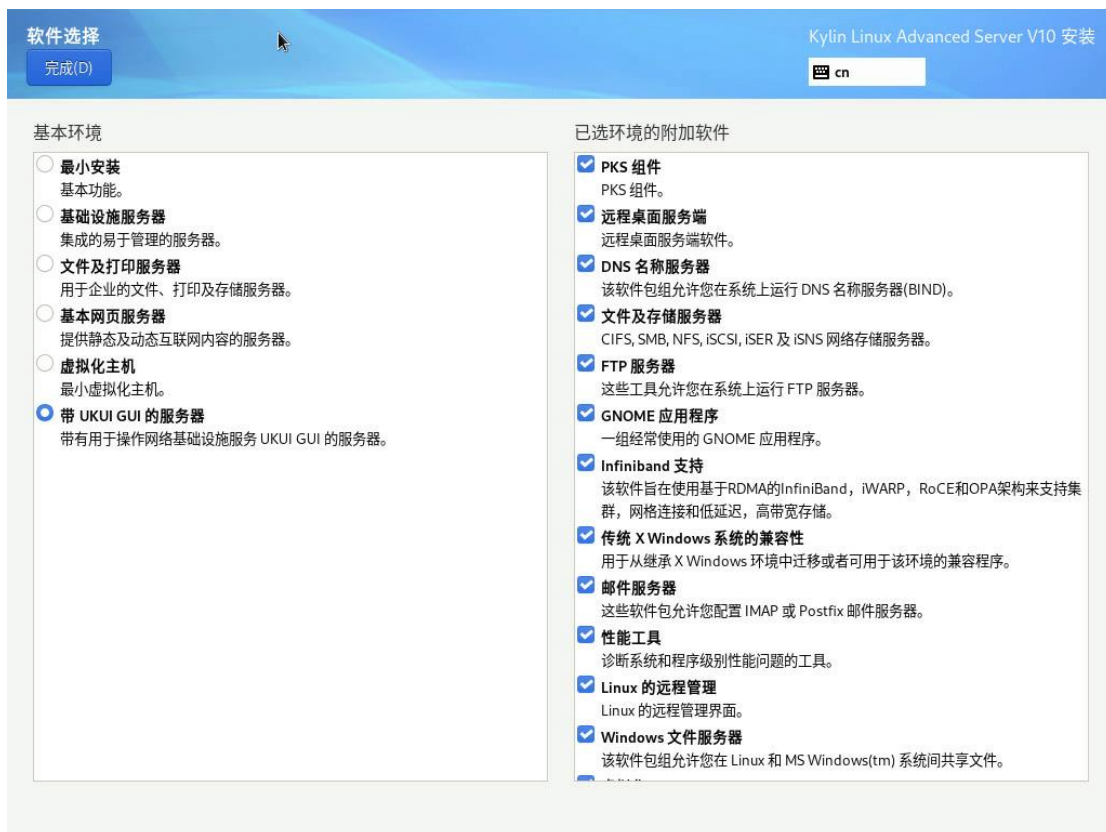 软件选择
完成(D)
Kylin Linux Advanced Server V10 安装
cn
基本环境
最小安装
基本功能。
基础设施服务器
集成的易于管理的服务器。
文件及打印服务器
用于企业的文件、打印及存储服务器。
基本网页服务器
提供静态及动态互联网内容的服务器。
虚拟化主机
最小虚拟化主机。
带 UKUI GUI 的服务器
带有用于操作网络基础设施服务 UKUI GUI 的服务器。
已选环境的附加软件
PKS 组件
PKS 组件。
远程桌面服务端
远程桌面服务端软件。
DNS 名称服务器
该软件包组允许您在系统上运行 DNS 名称服务器(BIND)。
文件及存储服务器
CIFS, SMB, NFS, iSCSI, iSER 及 iSNS 网络存储服务器。
FTP 服务器
这些工具允许您在系统上运行 FTP 服务器。
GNOME 应用程序
一组经常使用的 GNOME 应用程序。
Infiniband 支持
该软件旨在使用基于RDMA的InfiniBand，iWARP，RoCE和OPA架构来支持集
群，网格连接和低延迟，高带宽存储。
传统 X Windows 系统的兼容性
用于从继承 X Windows 环境中迁移或者可用于该环境的兼容程序。
邮件服务器
这些软件包允许您配置 IMAP 或 Postfix 邮件服务器。
性能工具
诊断系统和程序级别性能问题的工具。
Linux 的远程管理
Linux 的远程管理界面。
Windows 文件服务器
该软件包组允许您在 Linux 和 MS Windows(tm) 系统间共享文件。